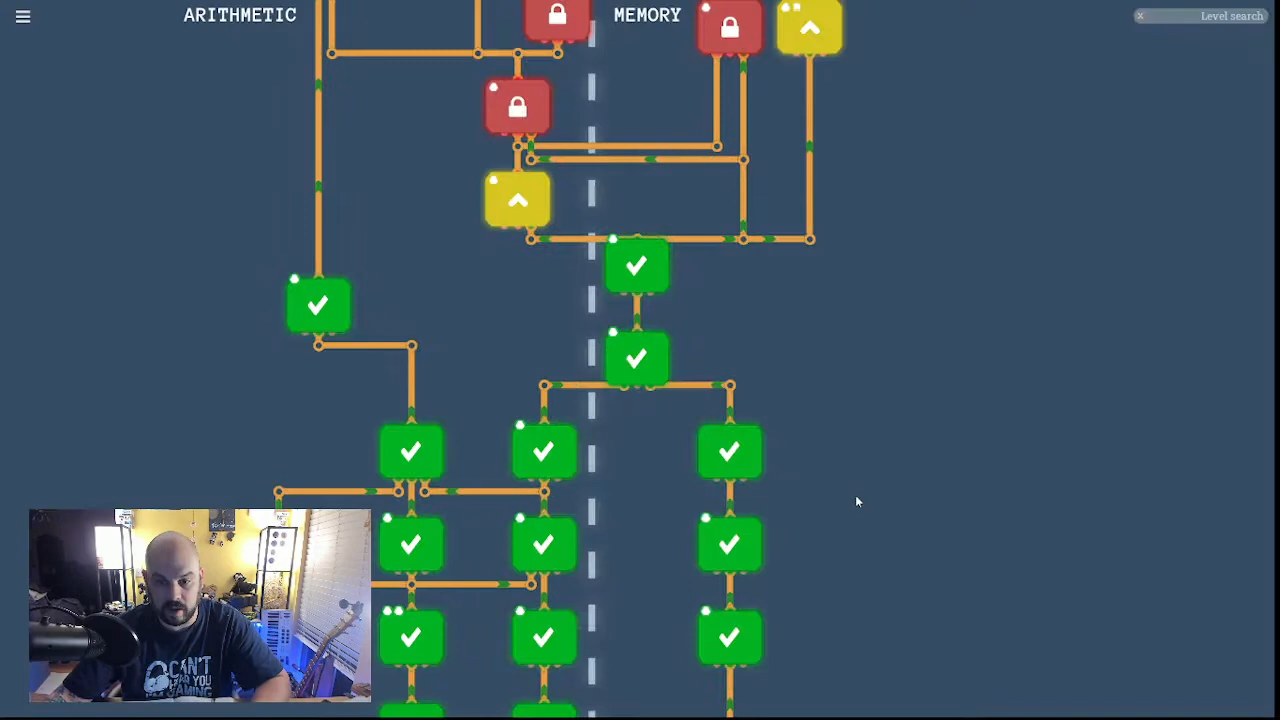 ARITHMETIC
MEMORY
Level search
CAN'T
YOU
GAMING